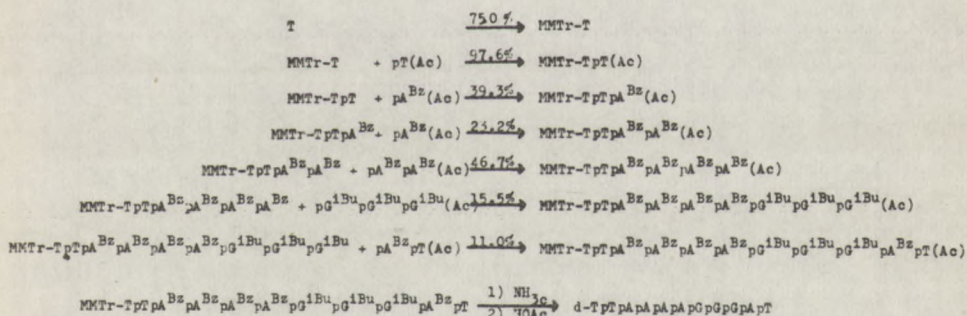 T 75.0 % MMTr-T
MMTr-T + pT(Ac) 97.6% MMTr-TpT(Ac)
MMTr-TpT + pA^Bz(Ac) 39.3% MMTr-TpTpA^Bz(Ac)
MMTr-TpTpA^Bz + pA^Bz(Ac) 23.2% MMTr-TpTpA^BzpA^Bz(Ac)
MMTr-TpTpA^BzpA^Bz + pA^BzpA^Bz(Ac) 46.7% MMTr-TpTpA^BzpA^BzpA^BzpA^Bz(Ac)
MMTr-TpTpA^BzpA^BzpA^BzpA^Bz + pG^iBupG^iBupG^iBu(Ac) 15.5% MMTr-TpTpA^BzpA^BzpA^BzpA^BzpG^iBupG^iBupG^iBu(Ac)
MMTr-TpTpA^BzpA^BzpA^BzpA^BzpG^iBupG^iBupG^iBu + pA^BzpT(Ac) 11.0% MMTr-TpTpA^BzpA^BzpA^BzpA^BzpG^iBupG^iBupG^iBupA^BzpT(Ac)
MMTr-TpTpA^BzpA^BzpA^BzpA^BzpG^iBupG^iBupG^iBupA^BzpT 1) NH3c 2) d-TpTpApApApApGpGpGpApT